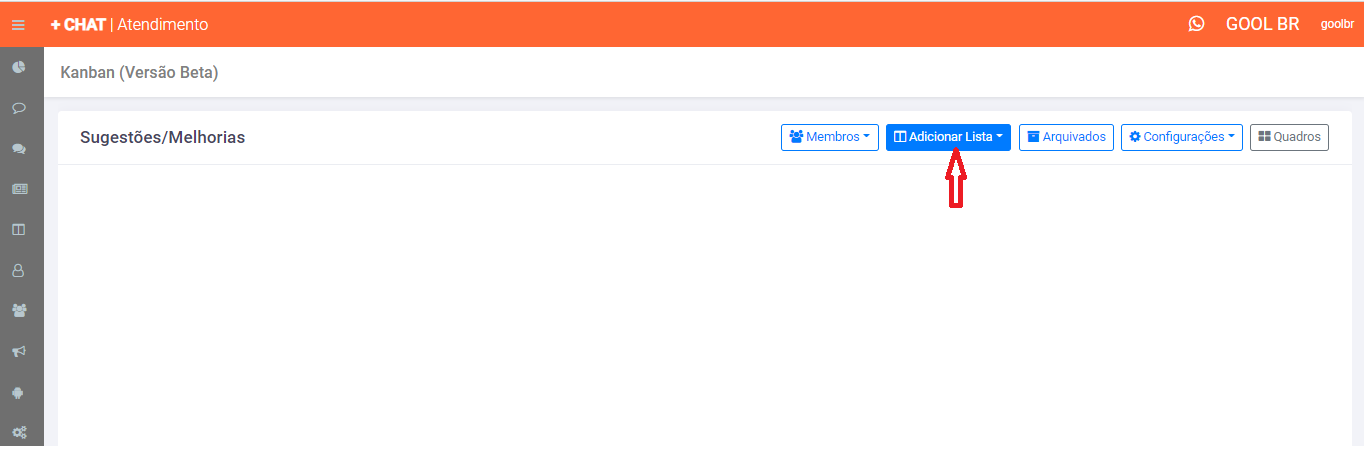 + CHAT | Atendimento
GOOL BR
goolbr
Kanban (Versão Beta)
Sugestões/Melhorias
Membros
Adicionar Lista
Arquivados
Configurações
Quadros